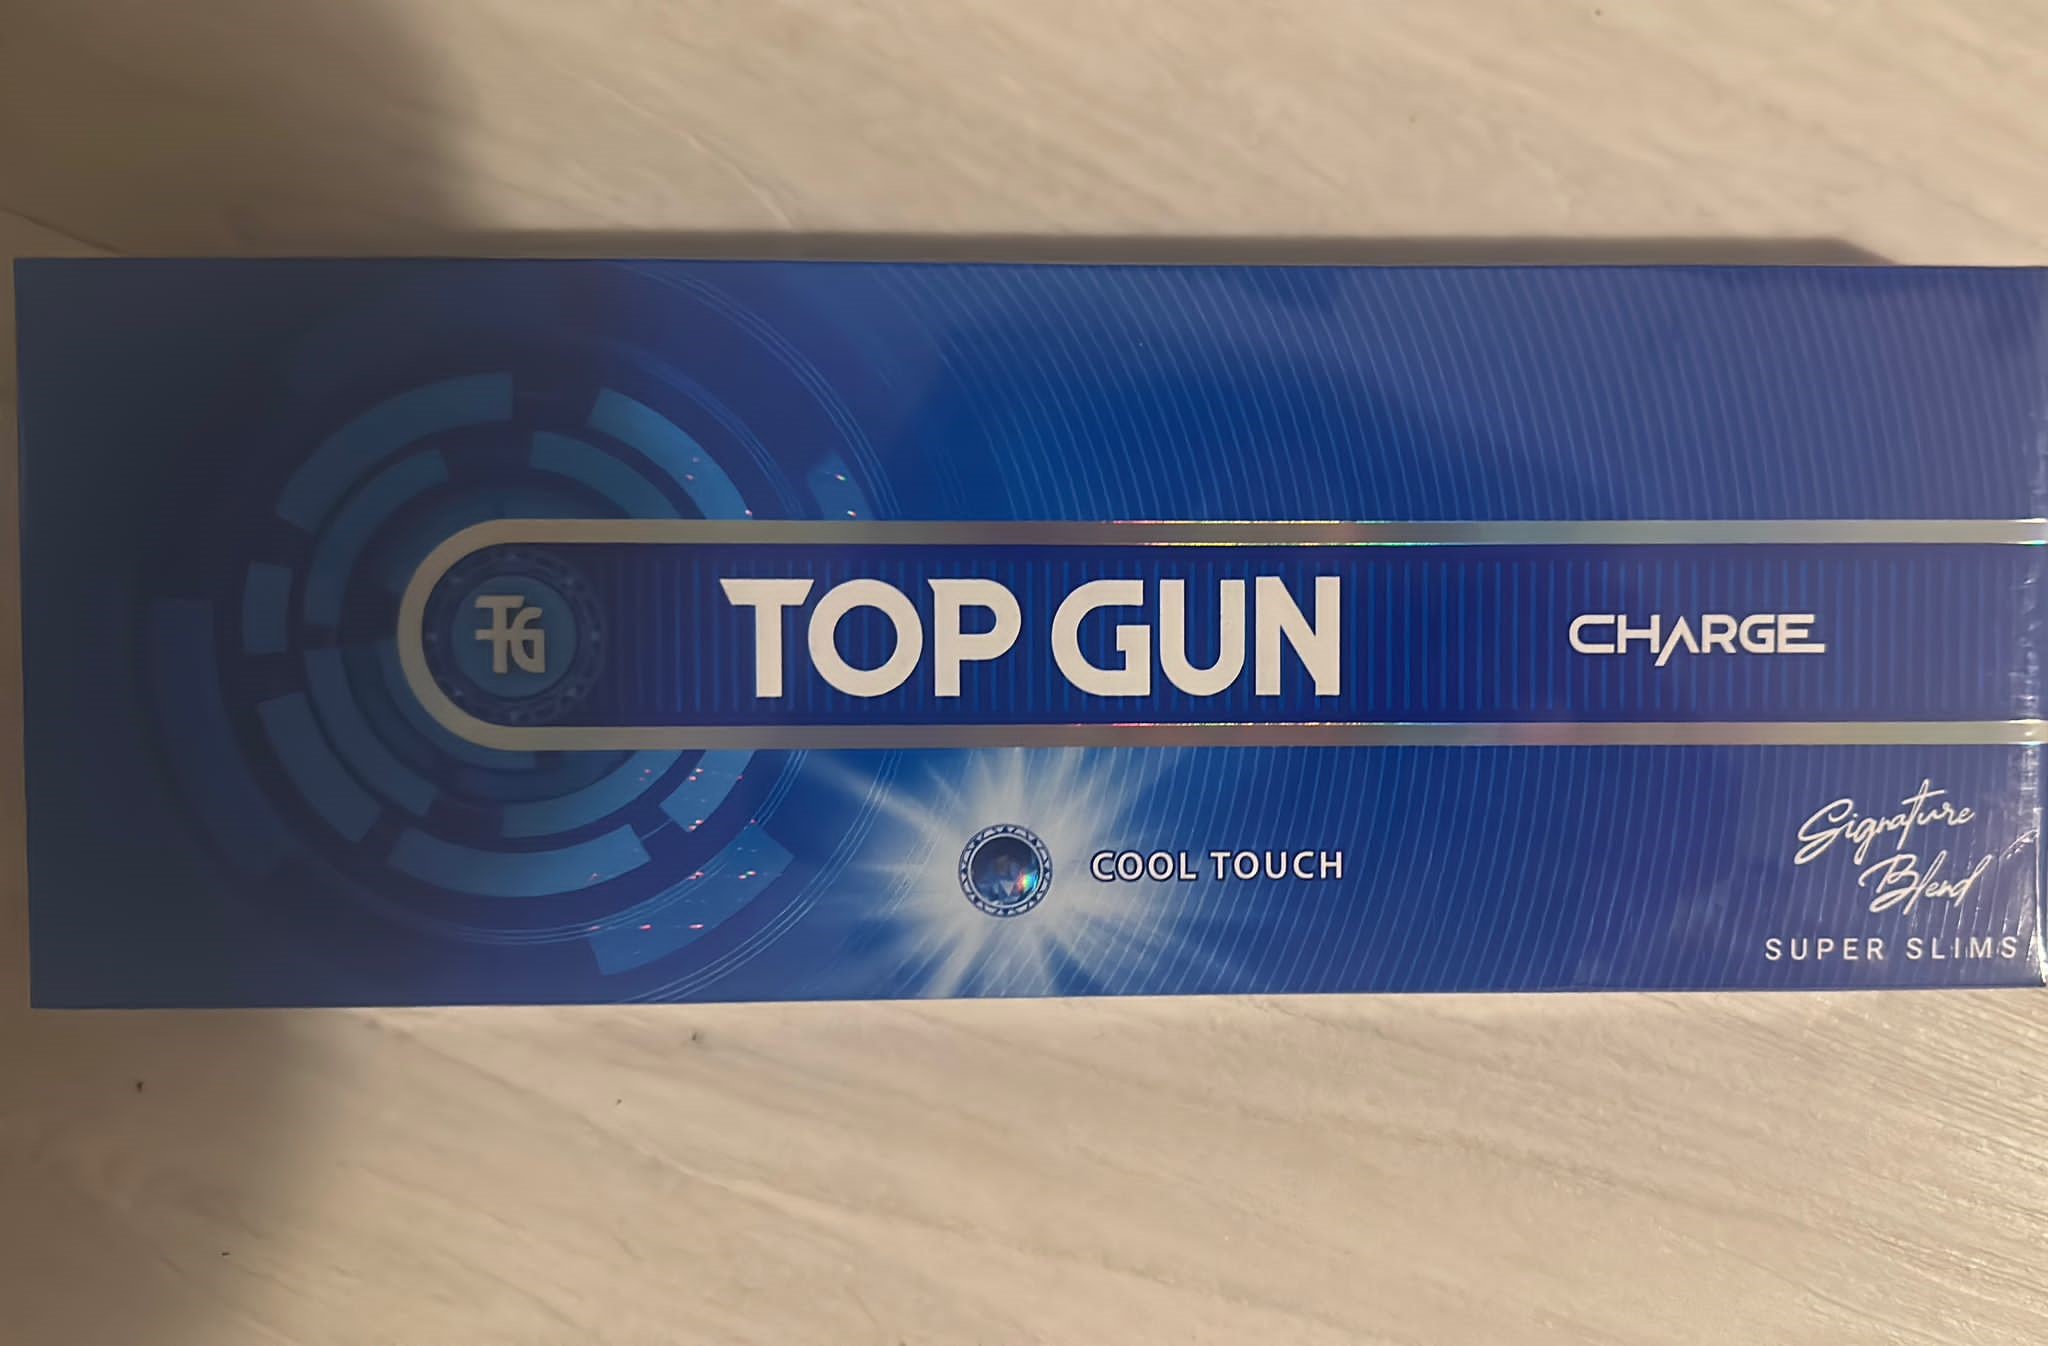 TG
TOP GUN
CHARGE
COOL TOUCH
Signature
Blend
SUPER SLIMS